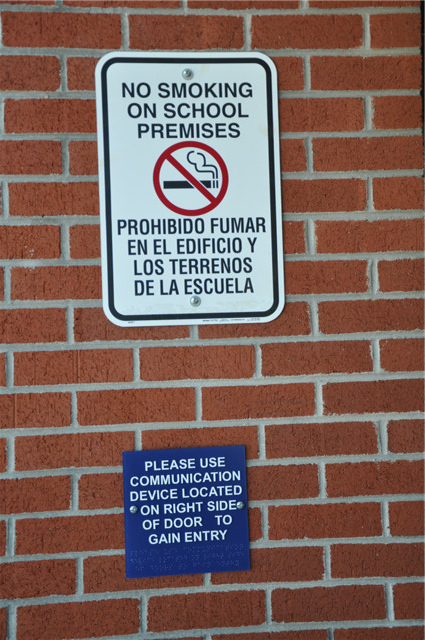 NO SMOKING
ON SCHOOL
PREMISES
PROHIBIDO FUMAR
EN EL EDIFICIO Y
LOS TERRENOS
DE LA ESCUELA
PLEASE USE
COMMUNICATION
DEVICE LOCATED
ON RIGHT SIDE
OF DOOR TO
GAIN ENTRY